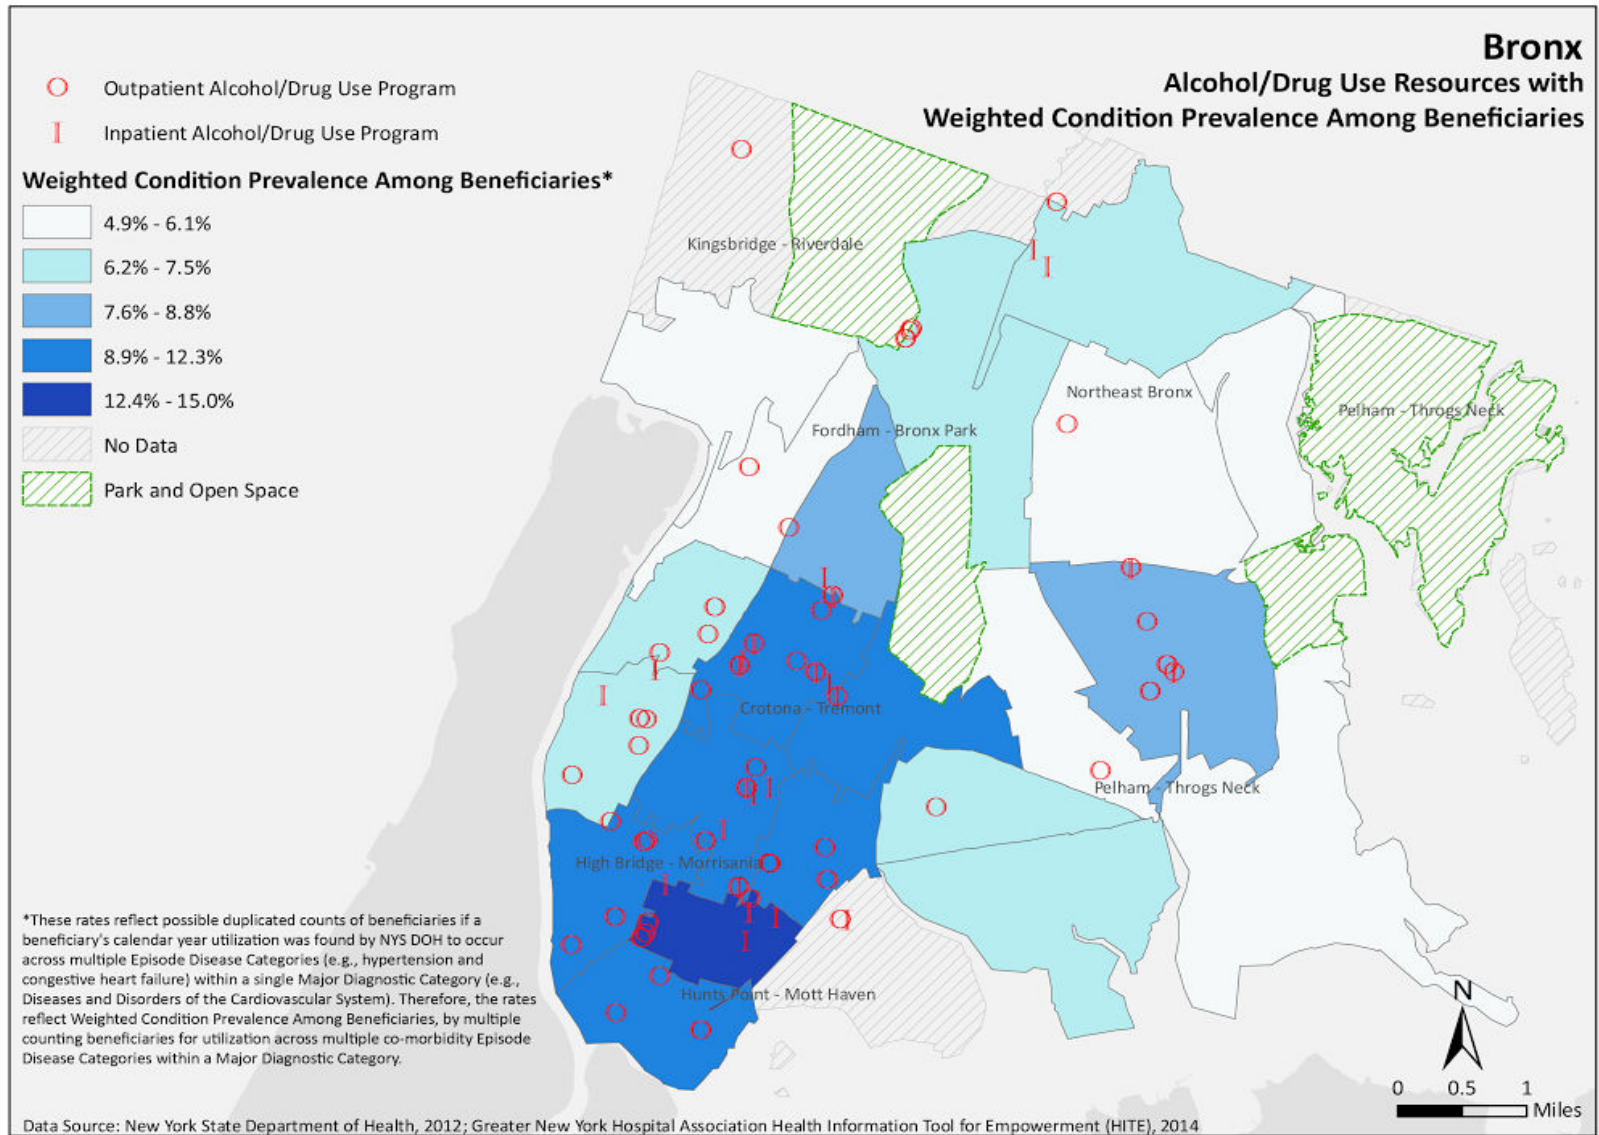 Bronx
Alcohol/Drug Use Resources with
Weighted Condition Prevalence Among Beneficiaries
O Outpatient Alcohol/Drug Use Program
I Inpatient Alcohol/Drug Use Program
Weighted Condition Prevalence Among Beneficiaries*
4.9% - 6.1%
6.2% - 7.5%
7.6% - 8.8%
8.9% - 12.3%
12.4% - 15.0%
No Data
Park and Open Space
Kingsbridge - Riverdale
Northeast Bronx
Pelham - Throgs Neck
Fordham - Bronx Park
Crotona - Tremont
Pelham - Throgs Neck
High Bridge - Morrisania
Hunts Point - Mott Haven
*These rates reflect possible duplicated counts of beneficiaries if a
beneficiary's calendar year utilization was found by NYS DOH to occur
across multiple Episode Disease Categories (e.g., hypertension and
congestive heart failure) within a single Major Diagnostic Category (e.g.,
Diseases and Disorders of the Cardiovascular System). Therefore, the rates
reflect Weighted Condition Prevalence Among Beneficiaries, by multiple
counting beneficiaries for utilization across multiple co-morbidity Episode
Disease Categories within a Major Diagnostic Category.
N
0 0.5 1
Miles
Data Source: New York State Department of Health, 2012; Greater New York Hospital Association Health Information Tool for Empowerment (HITE), 2014